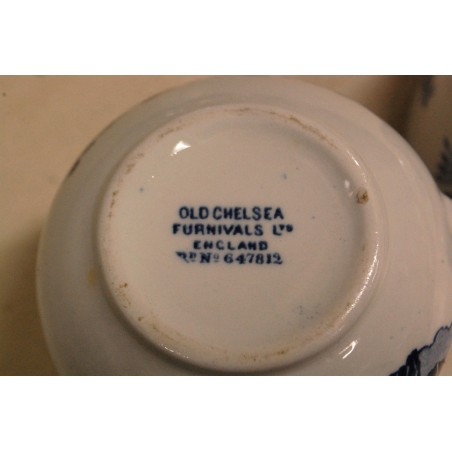 OLD CHELSEA
FURNIVALS LTD
ENGLAND
RD. No 647812